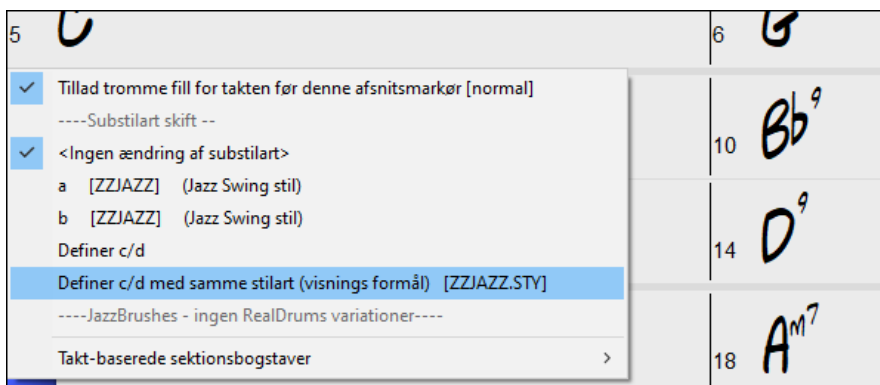 5 C 6 G
Tillad tromme fill for takten før denne afsnitsmarkør [normal]
----Substilart skift --
<Ingen ændring af substilart>
10 Bb9
a [ZZJAZZ] (Jazz Swing stil)
b [ZZJAZZ] (Jazz Swing stil)
Definer c/d
14 D9
Definer c/d med samme stilart (visnings formål) [ZZJAZZ.STY]
----JazzBrushes - ingen RealDrums variationer----
Takt-baserede sektionsbogstaver
18 Am7